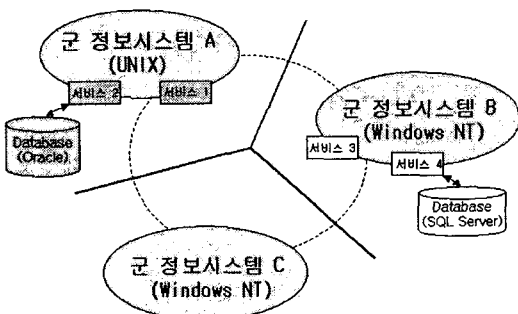 군 정보시스템 A
(UNIX)
서비스 2
서비스 1
Database
(Oracle)
군 정보시스템 B
(Windows NT)
서비스 3
서비스 4
Database
(SQL Server)
군 정보시스템 C
(Windows NT)